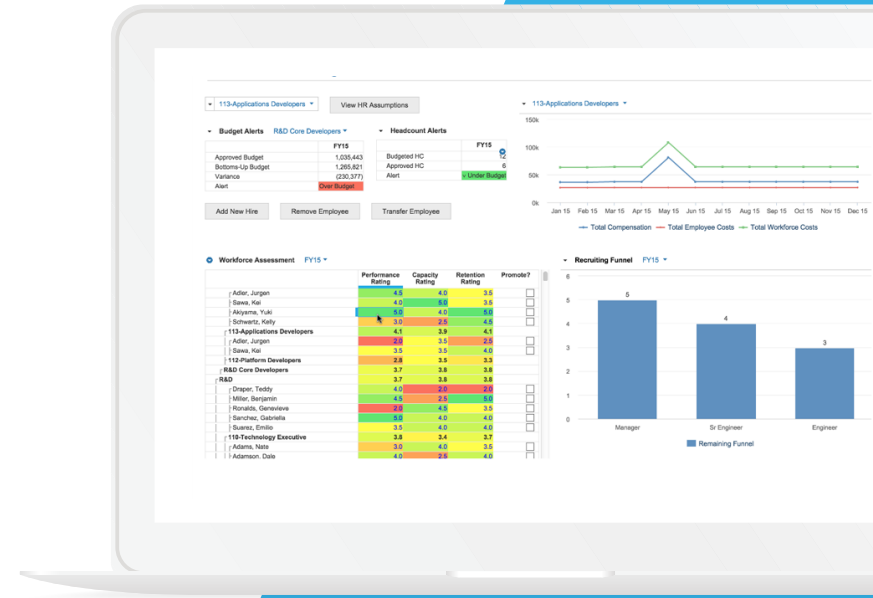 113-Applications Developers
View HR Assumptions
Budget Alerts R&D Core Developers
FY15
Approved Budget 1,035,443
Bottoms-Up Budget 1,265,821
Variance (230,377)
Alert Over Budget
Headcount Alerts
FY15
Budgeted HC
Approved HC 6
Alert Under Budget
Add New Hire
Remove Employee
Transfer Employee
113-Applications Developers
150k
100k
50k
0k
Jan 15 Feb 15 Mar 15 Apr 15 May 15 Jun 15 Jul 15 Aug 15 Sep 15 Oct 15 Nov 15 Dec 15
Total Compensation Total Employee Costs Total Workforce Costs
Workforce Assessment FY15
Performance Rating Capacity Rating Retention Rating Promote?
Adler, Jurgen 4.5 4.0 3.5
Sawa, Kai 4.0 5.0 3.5
Akiyama, Yuki 5.0 4.0 5.0
Schwartz, Kelly 3.0 2.5 4.5
113-Applications Developers 4.1 3.9 4.1
Adler, Jurgen 2.0 3.5 2.5
Sawa, Kai 3.5 3.5 4.0
112-Platform Developers 2.8 3.5 3.3
R&D Core Developers 3.7 3.8 3.8
R&D 3.7 3.8 3.8
Draper, Teddy 4.0 2.0 2.0
Miller, Benjamin 4.5 2.5 5.0
Ronalds, Genevieve 2.0 4.5 3.5
Sanchez, Gabriella 5.0 4.0 4.0
Suarez, Emilio 3.5 4.0 4.0
110-Technology Executive 3.8 3.4 3.7
Adams, Nate 3.0 4.0 3.5
Adamson, Dale 4.0 2.5 4.0
Recruiting Funnel FY15
6
5
4
3
2
1
0
5
4
3
Manager Sr Engineer Engineer
Remaining Funnel